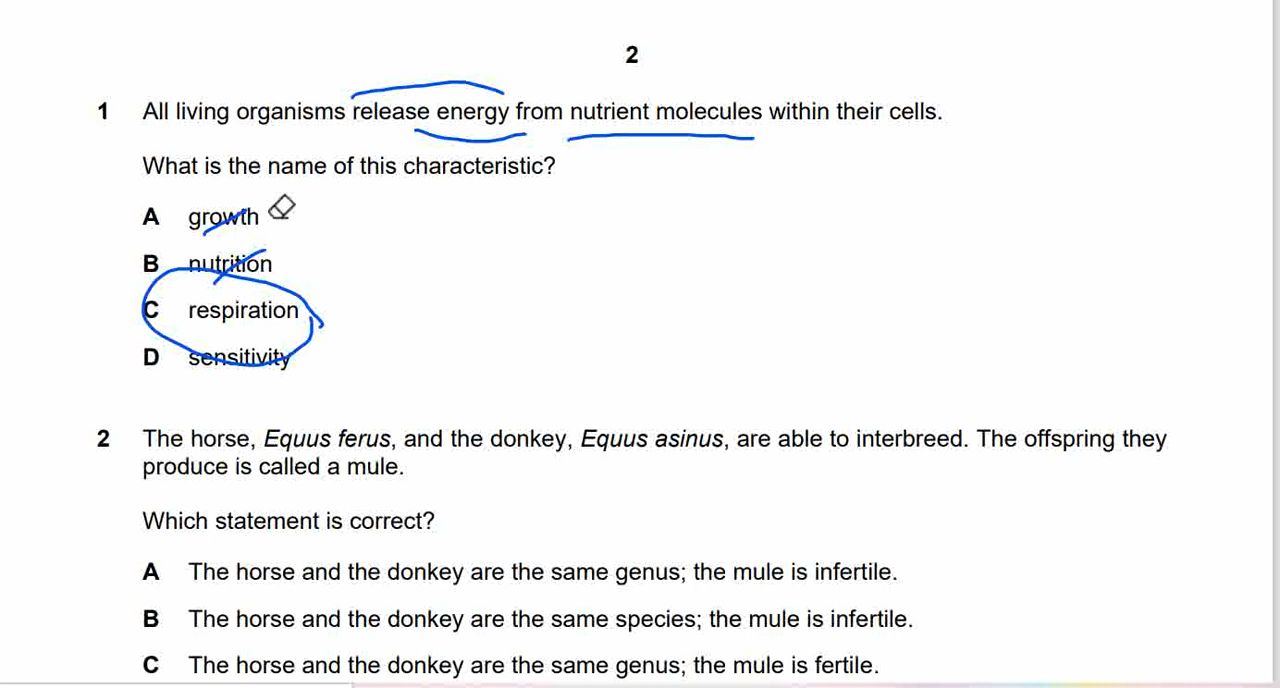 2
1 All living organisms release energy from nutrient molecules within their cells.
What is the name of this characteristic?
A growth
B nutrition
C respiration
D sensitivity
2 The horse, Equus ferus, and the donkey, Equus asinus, are able to interbreed. The offspring they
produce is called a mule.
Which statement is correct?
A The horse and the donkey are the same genus; the mule is infertile.
B The horse and the donkey are the same species; the mule is infertile.
C The horse and the donkey are the same genus; the mule is fertile.